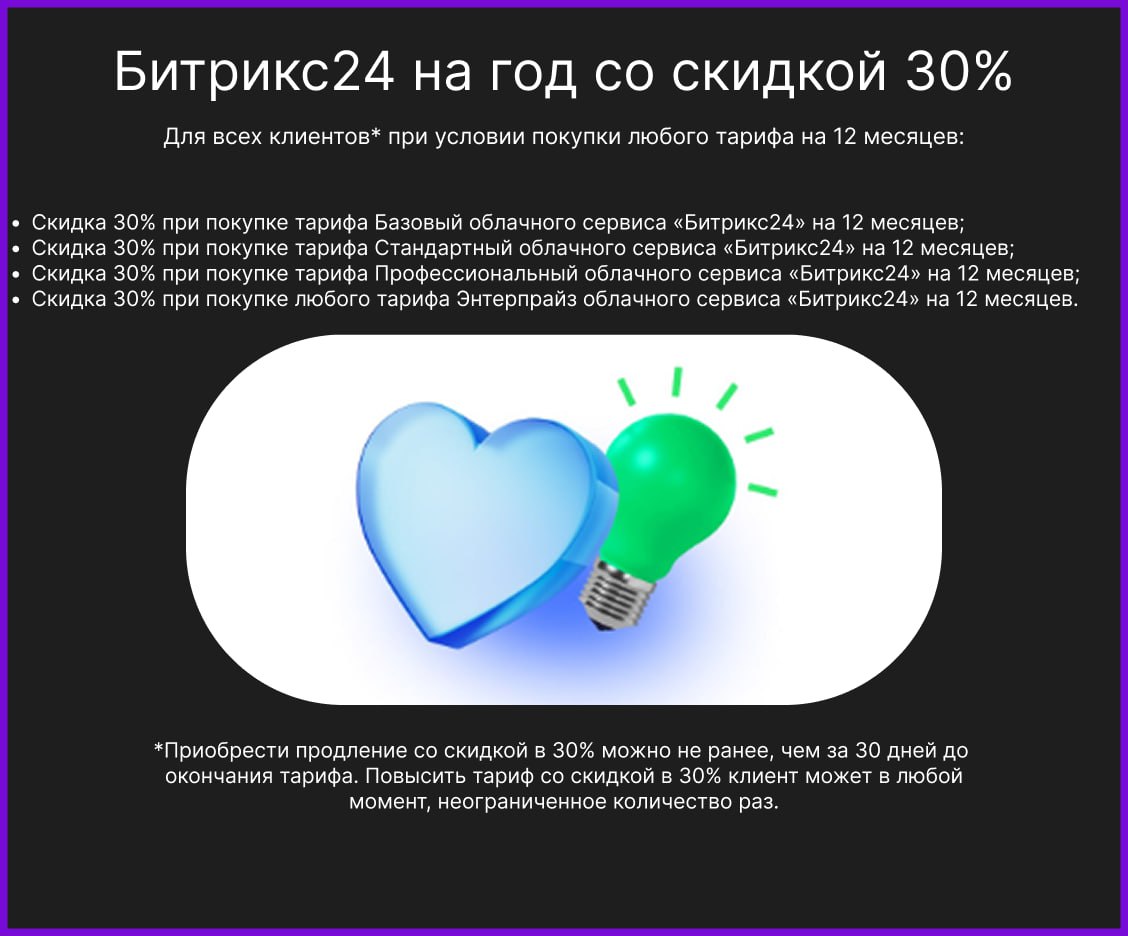 Битрикс24 на год со скидкой 30%
Для всех клиентов* при условии покупки любого тарифа на 12 месяцев:
• Скидка 30% при покупке тарифа Базовый облачного сервиса «Битрикс24» на 12 месяцев;
• Скидка 30% при покупке тарифа Стандартный облачного сервиса «Битрикс24» на 12 месяцев;
• Скидка 30% при покупке тарифа Профессиональный облачного сервиса «Битрикс24» на 12 месяцев;
• Скидка 30% при покупке любого тарифа Энтерпрайз облачного сервиса «Битрикс24» на 12 месяцев.
*Приобрести продление со скидкой в 30% можно не ранее, чем за 30 дней до
окончания тарифа. Повысить тариф со скидкой в 30% клиент может в любой
момент, неограниченное количество раз.